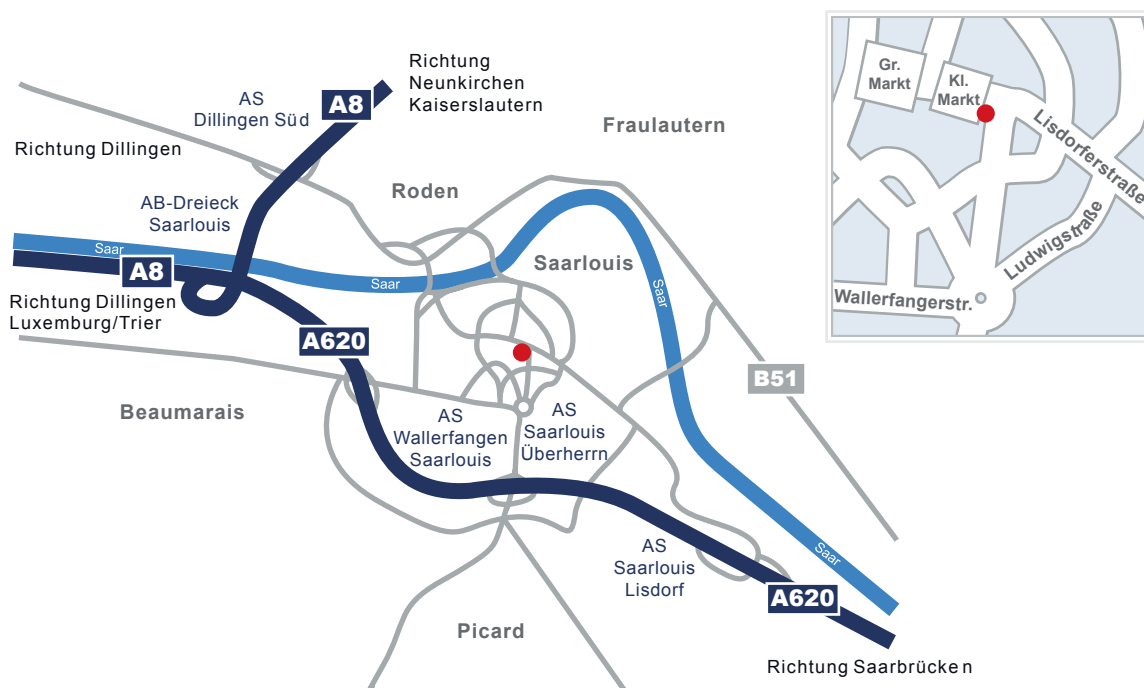 Richtung
Neunkirchen
Kaiserslautern
AS
Dillingen Süd
A8
Fraulautern
Richtung Dillingen
Roden
AB-Dreieck
Saarlouis
Saar
A8
Saar
Saarlouis
Saar
Richtung Dillingen
Luxemburg/Trier
A620
B51
Beaumarais
AS
Wallerfangen
Saarlouis
AS
Saarlouis
Überherrn
AS
Saarlouis
Lisdorf
Saar
A620
Picard
Richtung Saarbrücken
Gr.
Markt
Kl.
Markt
Lisdorferstraße
Ludwigstraße
Wallerfangerstr.